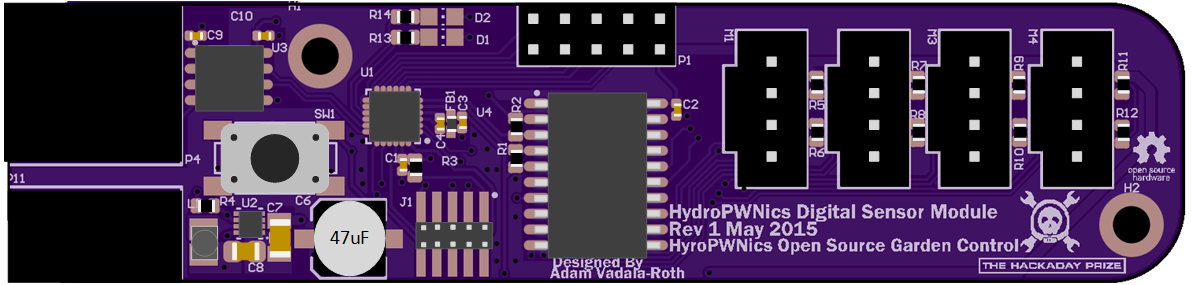 C10
H1
C9
U3
R14
D2
R13
D1
P1
U1
M3
M4
R7
R9
R11
SW1
U4
FB1
C3
C4
R2
C2
R5
R8
R12
R1
R6
R10
P4
C1
R3
open source
hardware
P11
R4
U2
C7
C6
J1
H2
47uF
C8
HydroPWNics Digital Sensor Module
Rev 1 May 2015
HyroPWNics Open Source Garden Control
Designed By
Adam Vadala-Roth
THE HACKADAY PRIZE